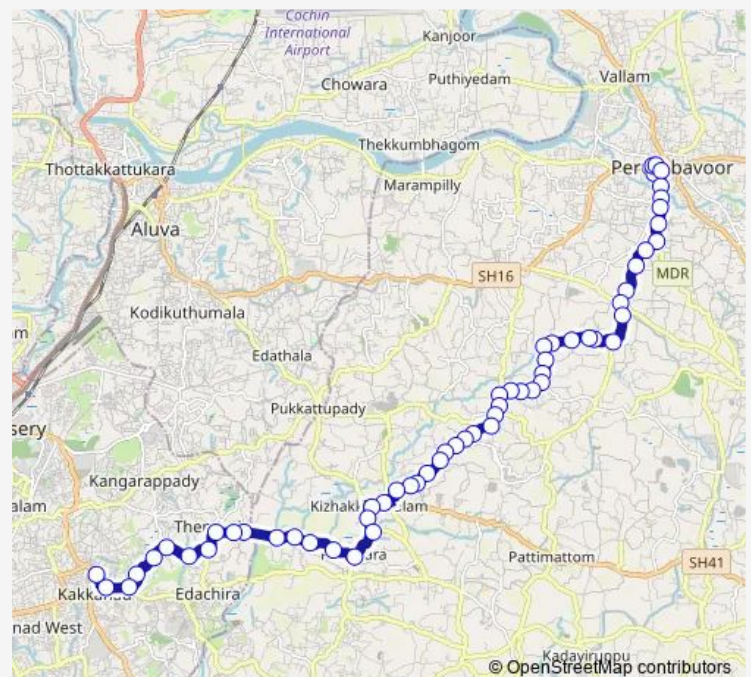 Cochin
International
Airport
Kanjoor
Vallam
Chowara
Puthiyedam
Thekkumbhagom
Thottakkattukara
Marampilly
Aluva
SH16
MDR
Kodikuthumala
Edathala
Pukkattupady
sery
Kangarappady
alam
Pattimattom
SH41
Edachira
nad West
Kadayiruppu
© OpenStreetMap contributors